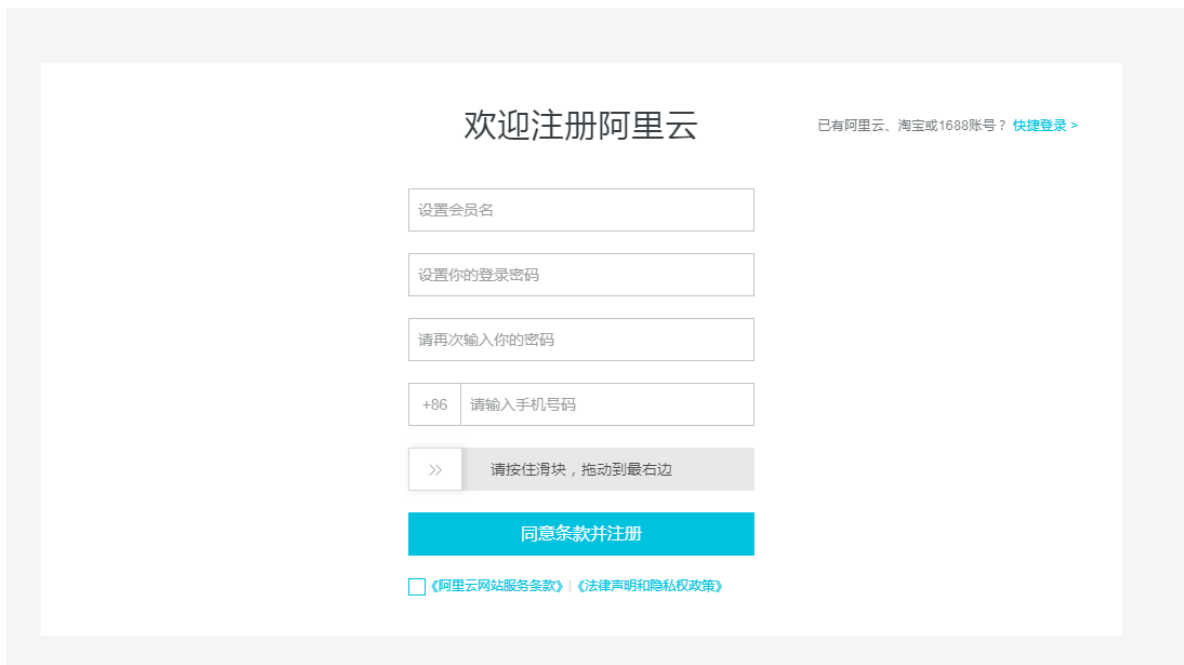 欢迎注册阿里云
已有阿里云、淘宝或1688账号？ 快捷登录 >
设置会员名
设置你的登录密码
请再次输入你的密码
+86 请输入手机号码
>> 请按住滑块，拖动到最右边
同意条款并注册
《阿里云网站服务条款》 | 《法律声明和隐私权政策》